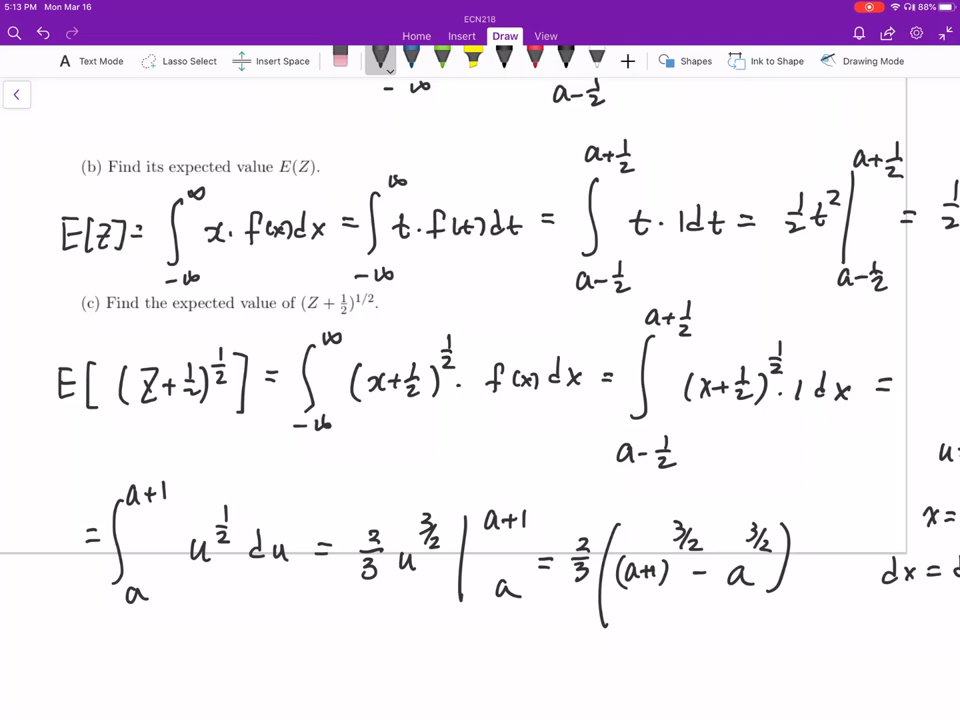 5:13 PM Mon Mar 16
88%
ECN218
Home Insert Draw View
A Text Mode Lasso Select Insert Space Shapes Ink to Shape Drawing Mode
-∞ a-1/2
(b) Find its expected value E(Z).
E[Z] = ∫_{-∞}^{∞} x·f(x)dx = ∫_{-∞}^{∞} t·f(t)dt = ∫_{a-1/2}^{a+1/2} t·1dt = 1/2 t² |_{a-1/2}^{a+1/2} = 1/2
(c) Find the expected value of (Z + 1/2)^{1/2}.
E[(Z+1/2)^{1/2}] = ∫_{-∞}^{∞} (x+1/2)^{1/2} · f(x)dx = ∫_{a-1/2}^{a+1/2} (x+1/2)^{1/2} · 1dx =
u=
= ∫_{a}^{a+1} u^{1/2} du = 2/3 u^{3/2} |_{a}^{a+1} = 2/3 ((a+1)^{3/2} - a^{3/2})
x=
dx = d